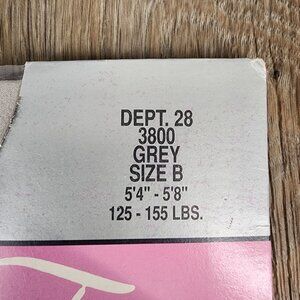 DEPT. 28
3800
GREY
SIZE B
5'4" - 5'8"
125 - 155 LBS.